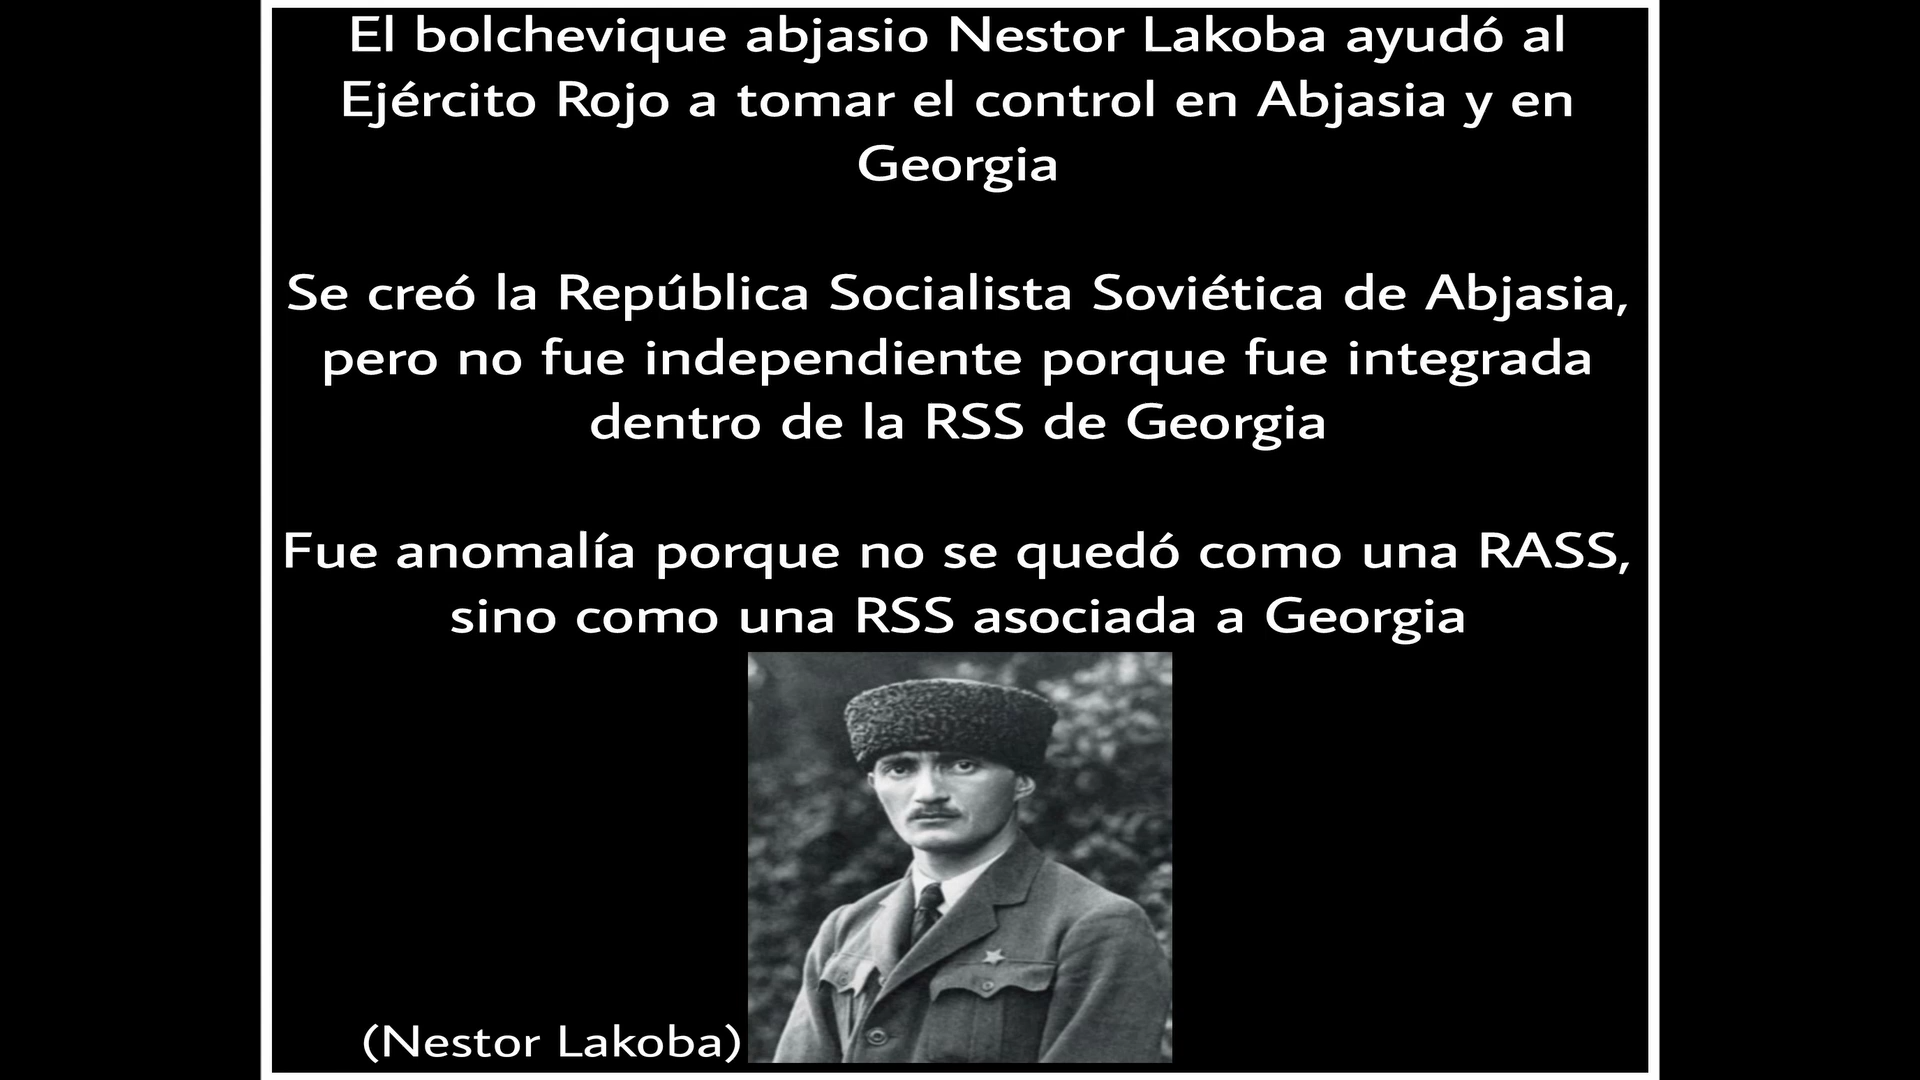 El bolchevique abjasio Nestor Lakoba ayudó al
Ejército Rojo a tomar el control en Abjasia y en
Georgia
Se creó la República Socialista Soviética de Abjasia,
pero no fue independiente porque fue integrada
dentro de la RSS de Georgia
Fue anomalía porque no se quedó como una RASS,
sino como una RSS asociada a Georgia
(Nestor Lakoba)